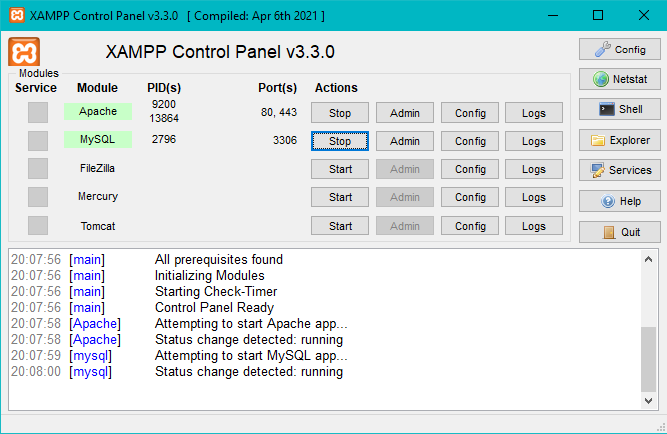 XAMPP Control Panel v3.3.0 [ Compiled: Apr 6th 2021 ]
XAMPP Control Panel v3.3.0
Config
Modules
Service Module PID(s) Port(s) Actions
Netstat
Apache 9200 13864 80, 443 Stop Admin Config Logs
Shell
MySQL 2796 3306 Stop Admin Config Logs
Explorer
FileZilla Start Admin Config Logs
Services
Mercury Start Admin Config Logs
Help
Tomcat Start Admin Config Logs
Quit
20:07:56 [main] All prerequisites found
20:07:56 [main] Initializing Modules
20:07:56 [main] Starting Check-Timer
20:07:56 [main] Control Panel Ready
20:07:58 [Apache] Attempting to start Apache app...
20:07:58 [Apache] Status change detected: running
20:07:59 [mysql] Attempting to start MySQL app...
20:08:00 [mysql] Status change detected: running